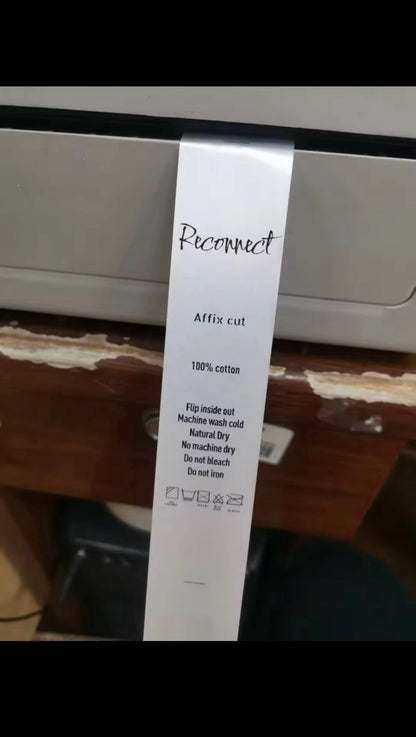 Reconnect
Affix cut
100% cotton
Flip inside out
Machine wash cold
Natural Dry
No machine dry
Do not bleach
Do not iron